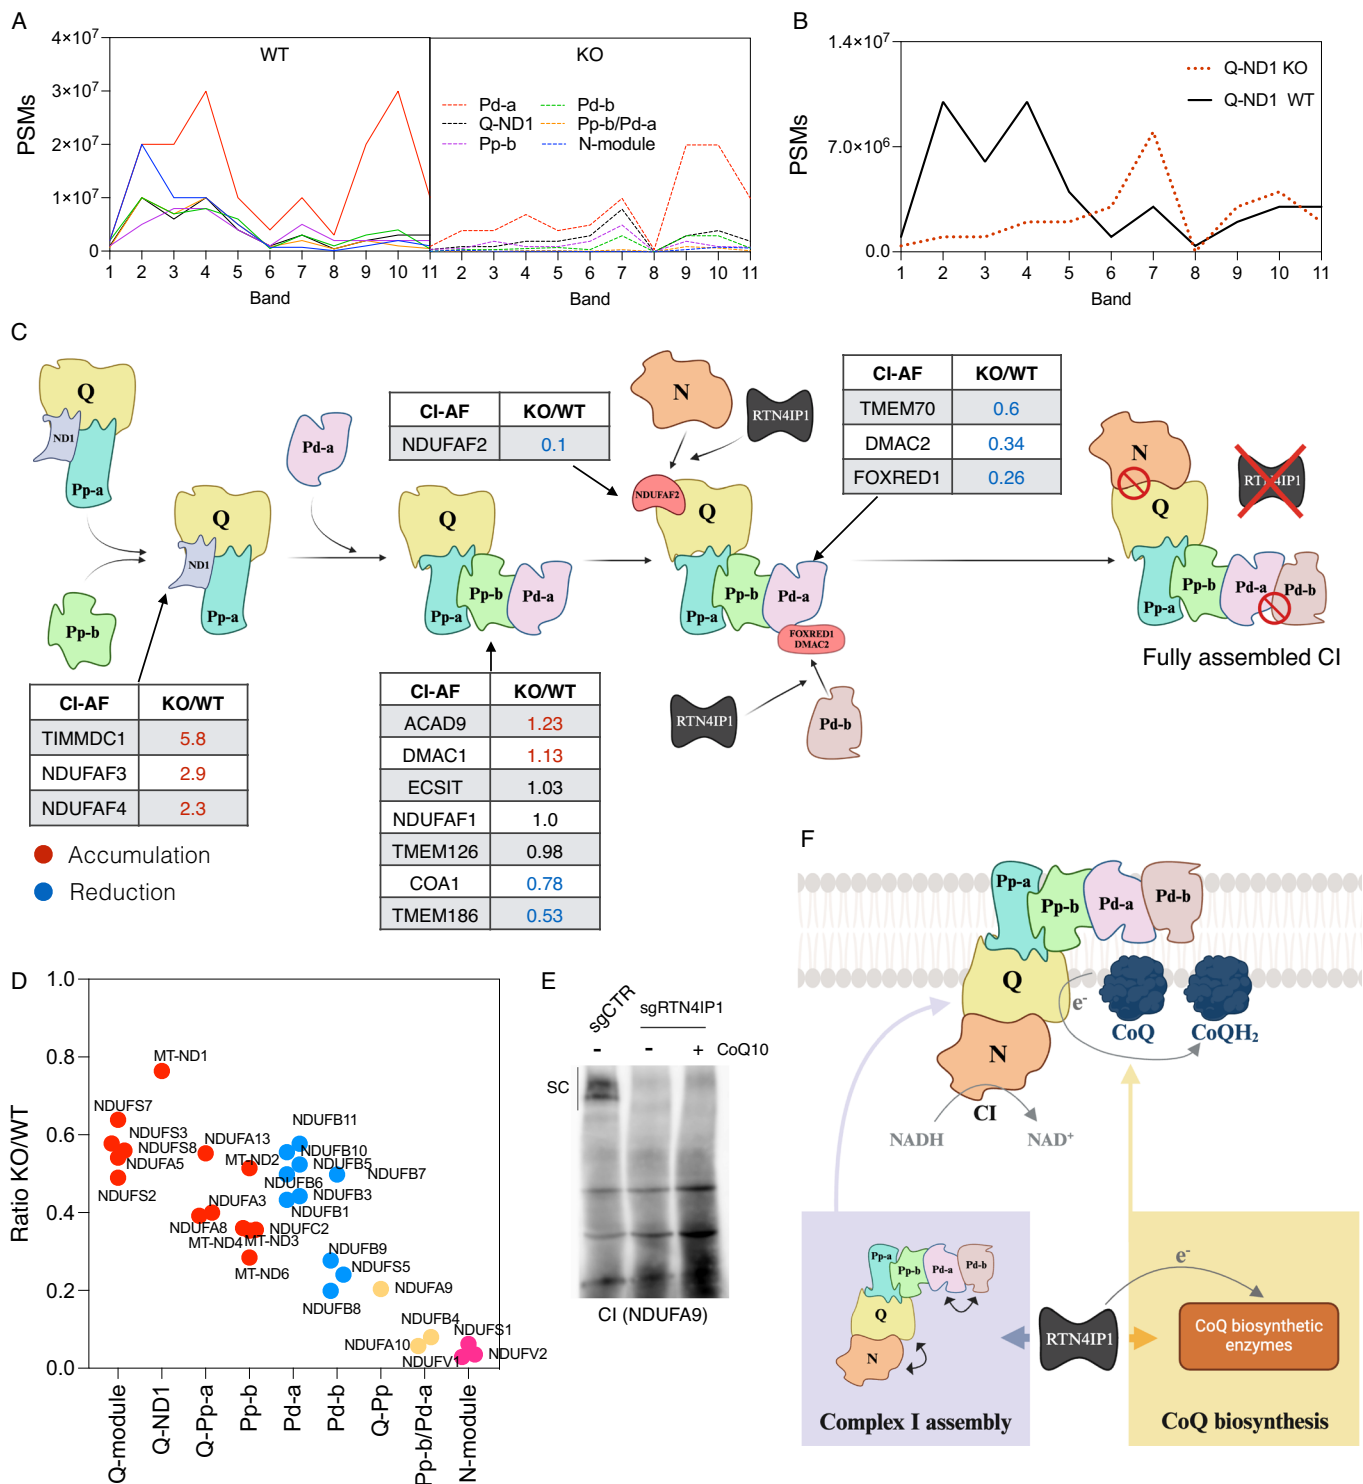 A
4×10⁷
3×10⁷
2×10⁷
1×10⁷
0
PSMs
WT
KO
Pd-a
Q-ND1
Pp-b
Pd-b
Pp-b/Pd-a
N-module
1 2 3 4 5 6 7 8 9 10 11 2 3 4 5 6 7 8 9 10 11
Band
Band
B
1.4×10⁷
7.0×10⁶
0.0
PSMs
Q-ND1 KO
Q-ND1 WT
1 2 3 4 5 6 7 8 9 10 11
Band
C
Q
ND1
Pp-a
Pp-b
Q
ND1
Pp-a
Pd-a
Q
Pp-a
Pp-b
Pd-a
CI-AF KO/WT
NDUFAF2 0.1
N
RTN4IP1
NDUFAF2
Q
Pp-a
Pp-b
Pd-a
FOXRED1
DMAC2
RTN4IP1
Pd-b
CI-AF KO/WT
TMEM70 0.6
DMAC2 0.34
FOXRED1 0.26
N
Q
RTN4IP1
Pp-a
Pp-b
Pd-a
Pd-b
Fully assembled CI
CI-AF KO/WT
TIMMDC1 5.8
NDUFAF3 2.9
NDUFAF4 2.3
Accumulation
Reduction
CI-AF KO/WT
ACAD9 1.23
DMAC1 1.13
ECSIT 1.03
NDUFAF1 1.0
TMEM126 0.98
COA1 0.78
TMEM186 0.53
D
1.0
0.8
0.6
0.4
0.2
0.0
Ratio KO/WT
MT-ND1
NDUFS7
NDUFS3
NDUFS8
NDUFA5
NDUFS2
NDUFA13
MT-ND2
NDUFA3
NDUFA8
NDUFC2
MT-ND4
MT-ND3
MT-ND6
NDUFB11
NDUFB10
NDUFB5
NDUFB7
NDUFB6
NDUFB3
NDUFB1
NDUFB9
NDUFS5
NDUFB8
NDUFA9
NDUFB4
NDUFA10
NDUFS1
NDUFV1
NDUFV2
Q-module
Q-ND1
Q-Pp-a
Pp-b
Pd-a
Pd-b
Q-Pp
Pp-b/Pd-a
N-module
E
sgCTR
sgRTN4IP1
- - + CoQ10
SC
CI (NDUFA9)
F
Pp-a
Pp-b
Pd-a
Pd-b
Q
e⁻
CoQ
CoQH₂
N
CI
NADH
NAD⁺
Pp-a
Pp-b
Pd-a
Pd-b
Q
N
Complex I assembly
RTN4IP1
e⁻
CoQ biosynthetic
enzymes
CoQ biosynthesis